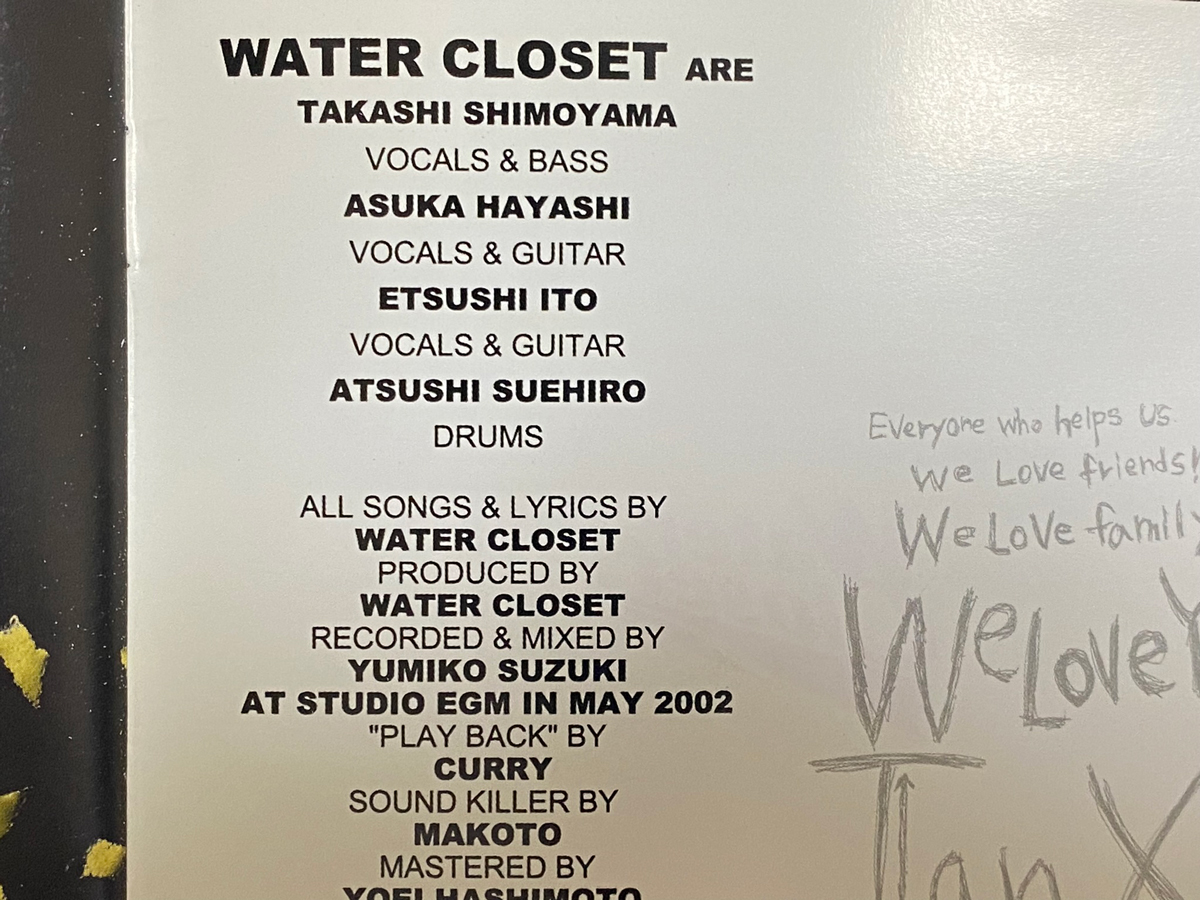 WATER CLOSET ARE
TAKASHI SHIMOYAMA
VOCALS & BASS
ASUKA HAYASHI
VOCALS & GUITAR
ETSUSHI ITO
VOCALS & GUITAR
ATSUSHI SUEHIRO
DRUMS
ALL SONGS & LYRICS BY
WATER CLOSET
PRODUCED BY
WATER CLOSET
RECORDED & MIXED BY
YUMIKO SUZUKI
AT STUDIO EGM IN MAY 2002
"PLAY BACK" BY
CURRY
SOUND KILLER BY
MAKOTO
MASTERED BY
YOEI HASHIMOTO
Everyone who helps us
We Love friends!
We Love family
We Love